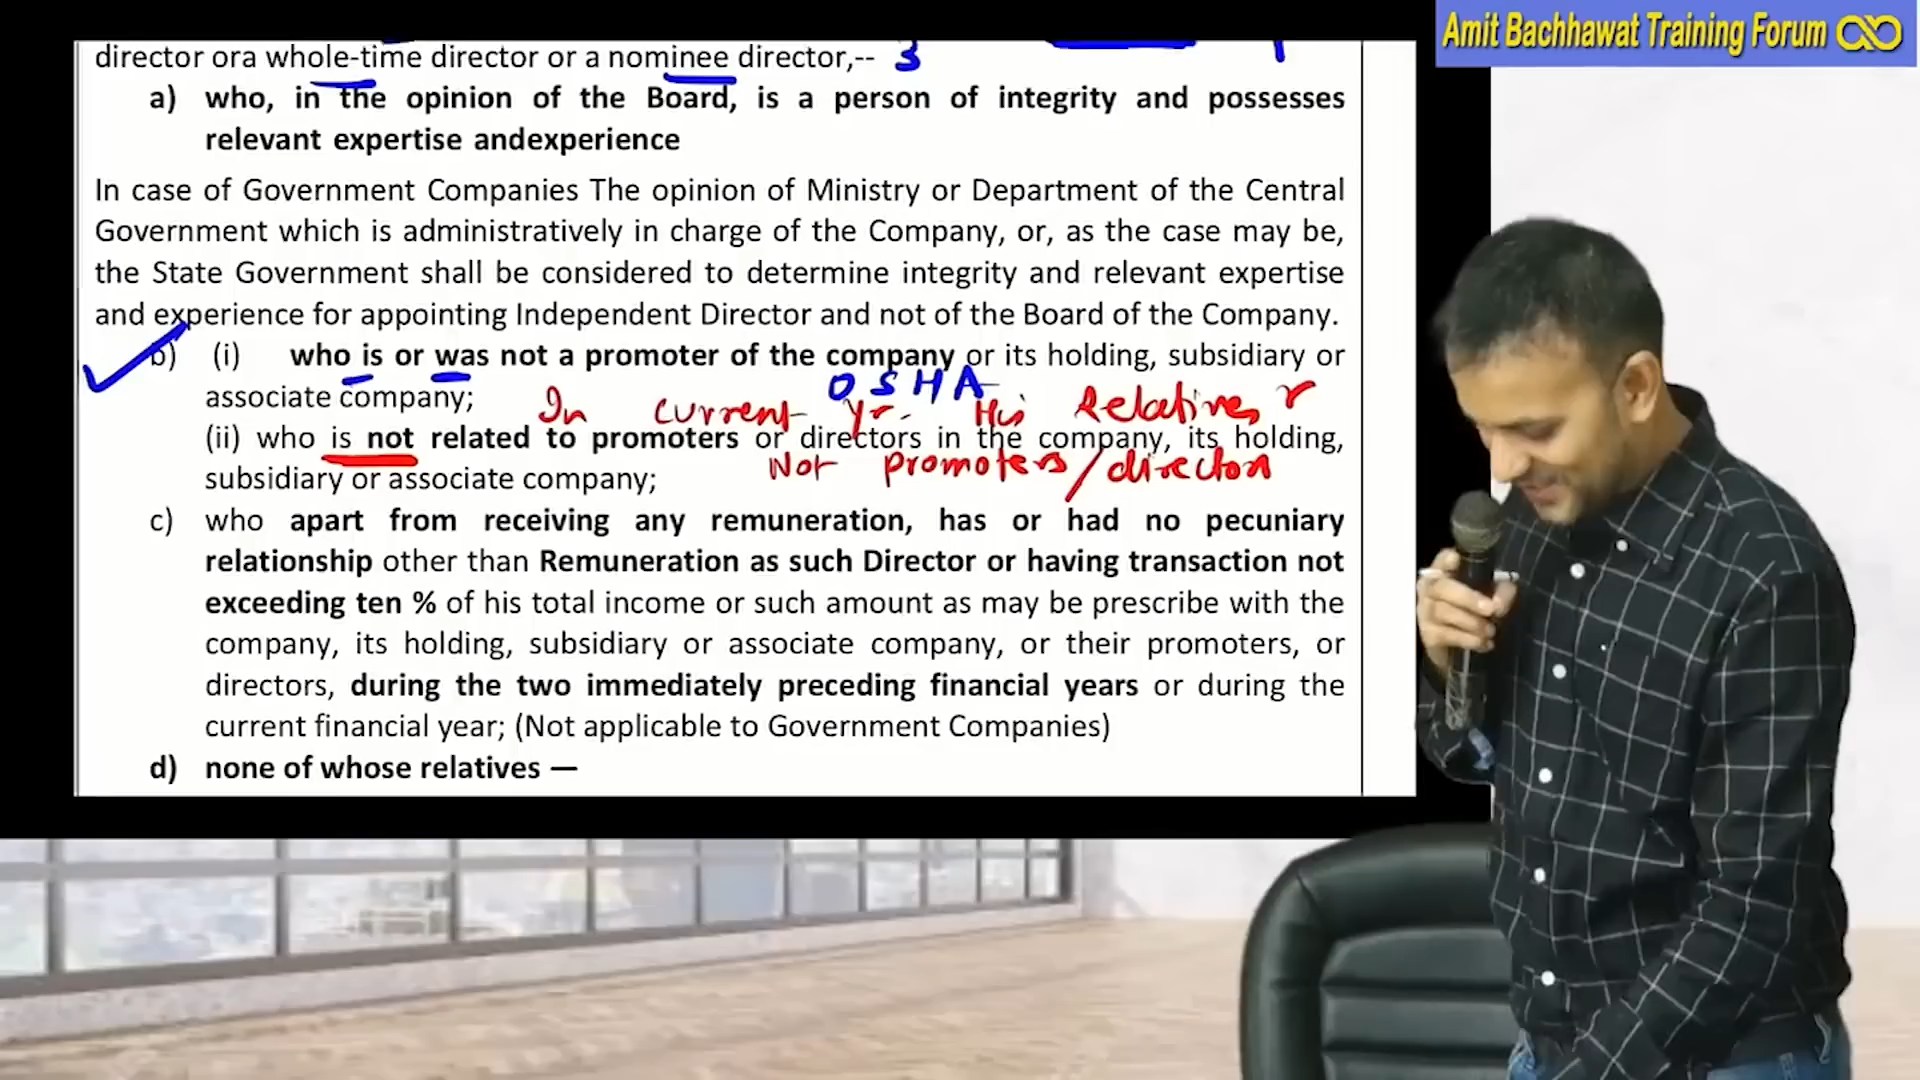 Amit Bachhawat Training Forum
director ora whole-time director or a nominee director,-- 3
a) who, in the opinion of the Board, is a person of integrity and possesses
relevant expertise andexperience
In case of Government Companies The opinion of Ministry or Department of the Central
Government which is administratively in charge of the Company, or, as the case may be,
the State Government shall be considered to determine integrity and relevant expertise
and experience for appointing Independent Director and not of the Board of the Company.
b) (i) who is or was not a promoter of the company or its holding, subsidiary or
O S H A
associate company;
In current yr. His Relatives r
(ii) who is not related to promoters or directors in the company, its holding,
Not promoters/director
subsidiary or associate company;
c) who apart from receiving any remuneration, has or had no pecuniary
relationship other than Remuneration as such Director or having transaction not
exceeding ten % of his total income or such amount as may be prescribe with the
company, its holding, subsidiary or associate company, or their promoters, or
directors, during the two immediately preceding financial years or during the
current financial year; (Not applicable to Government Companies)
d) none of whose relatives —